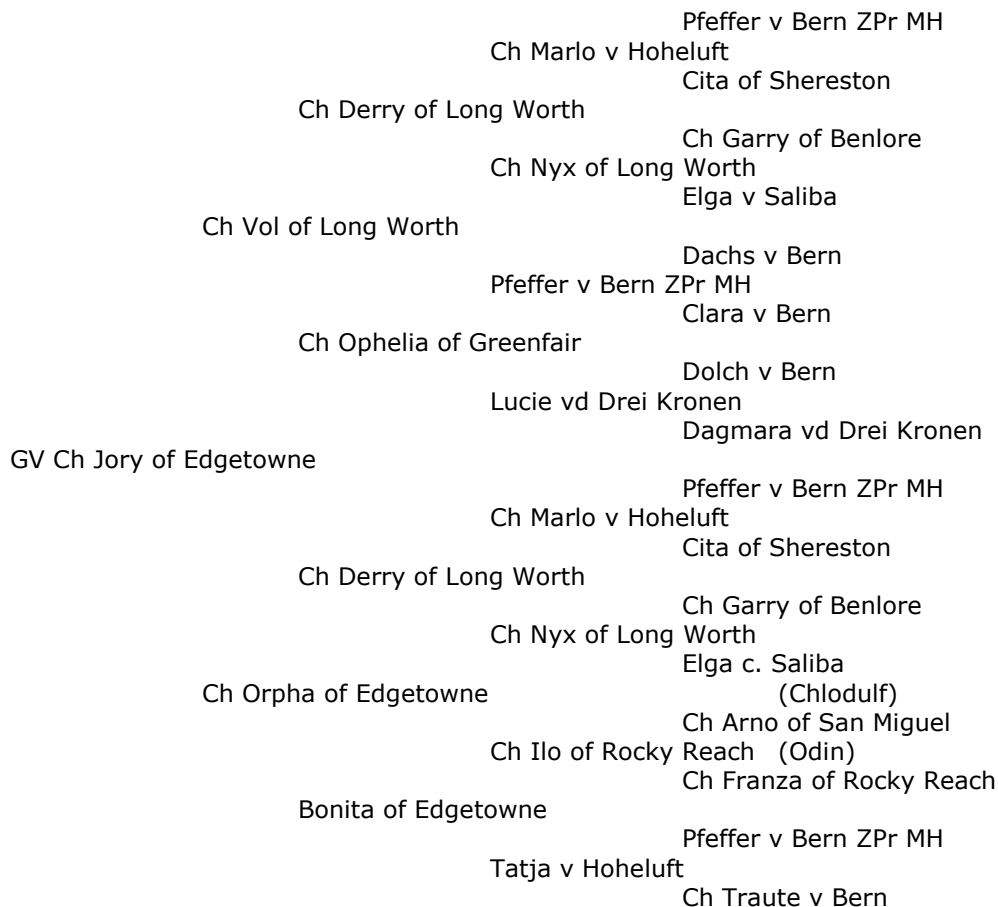 Pfeffer v Bern ZPr MH
Ch Marlo v Hoheluft
Cita of Shereston
Ch Derry of Long Worth
Ch Garry of Benlore
Ch Nyx of Long Worth
Elga v Saliba
Ch Vol of Long Worth
Dachs v Bern
Pfeffer v Bern ZPr MH
Clara v Bern
Ch Ophelia of Greenfair
Dolch v Bern
Lucie vd Drei Kronen
Dagmara vd Drei Kronen
GV Ch Jory of Edgetowne
Pfeffer v Bern ZPr MH
Ch Marlo v Hoheluft
Cita of Shereston
Ch Derry of Long Worth
Ch Garry of Benlore
Ch Nyx of Long Worth
Elga c. Saliba
Ch Orpha of Edgetowne (Chlodulf)
Ch Arno of San Miguel
Ch Ilo of Rocky Reach (Odin)
Ch Franza of Rocky Reach
Bonita of Edgetowne
Pfeffer v Bern ZPr MH
Tatja v Hoheluft
Ch Traute v Bern